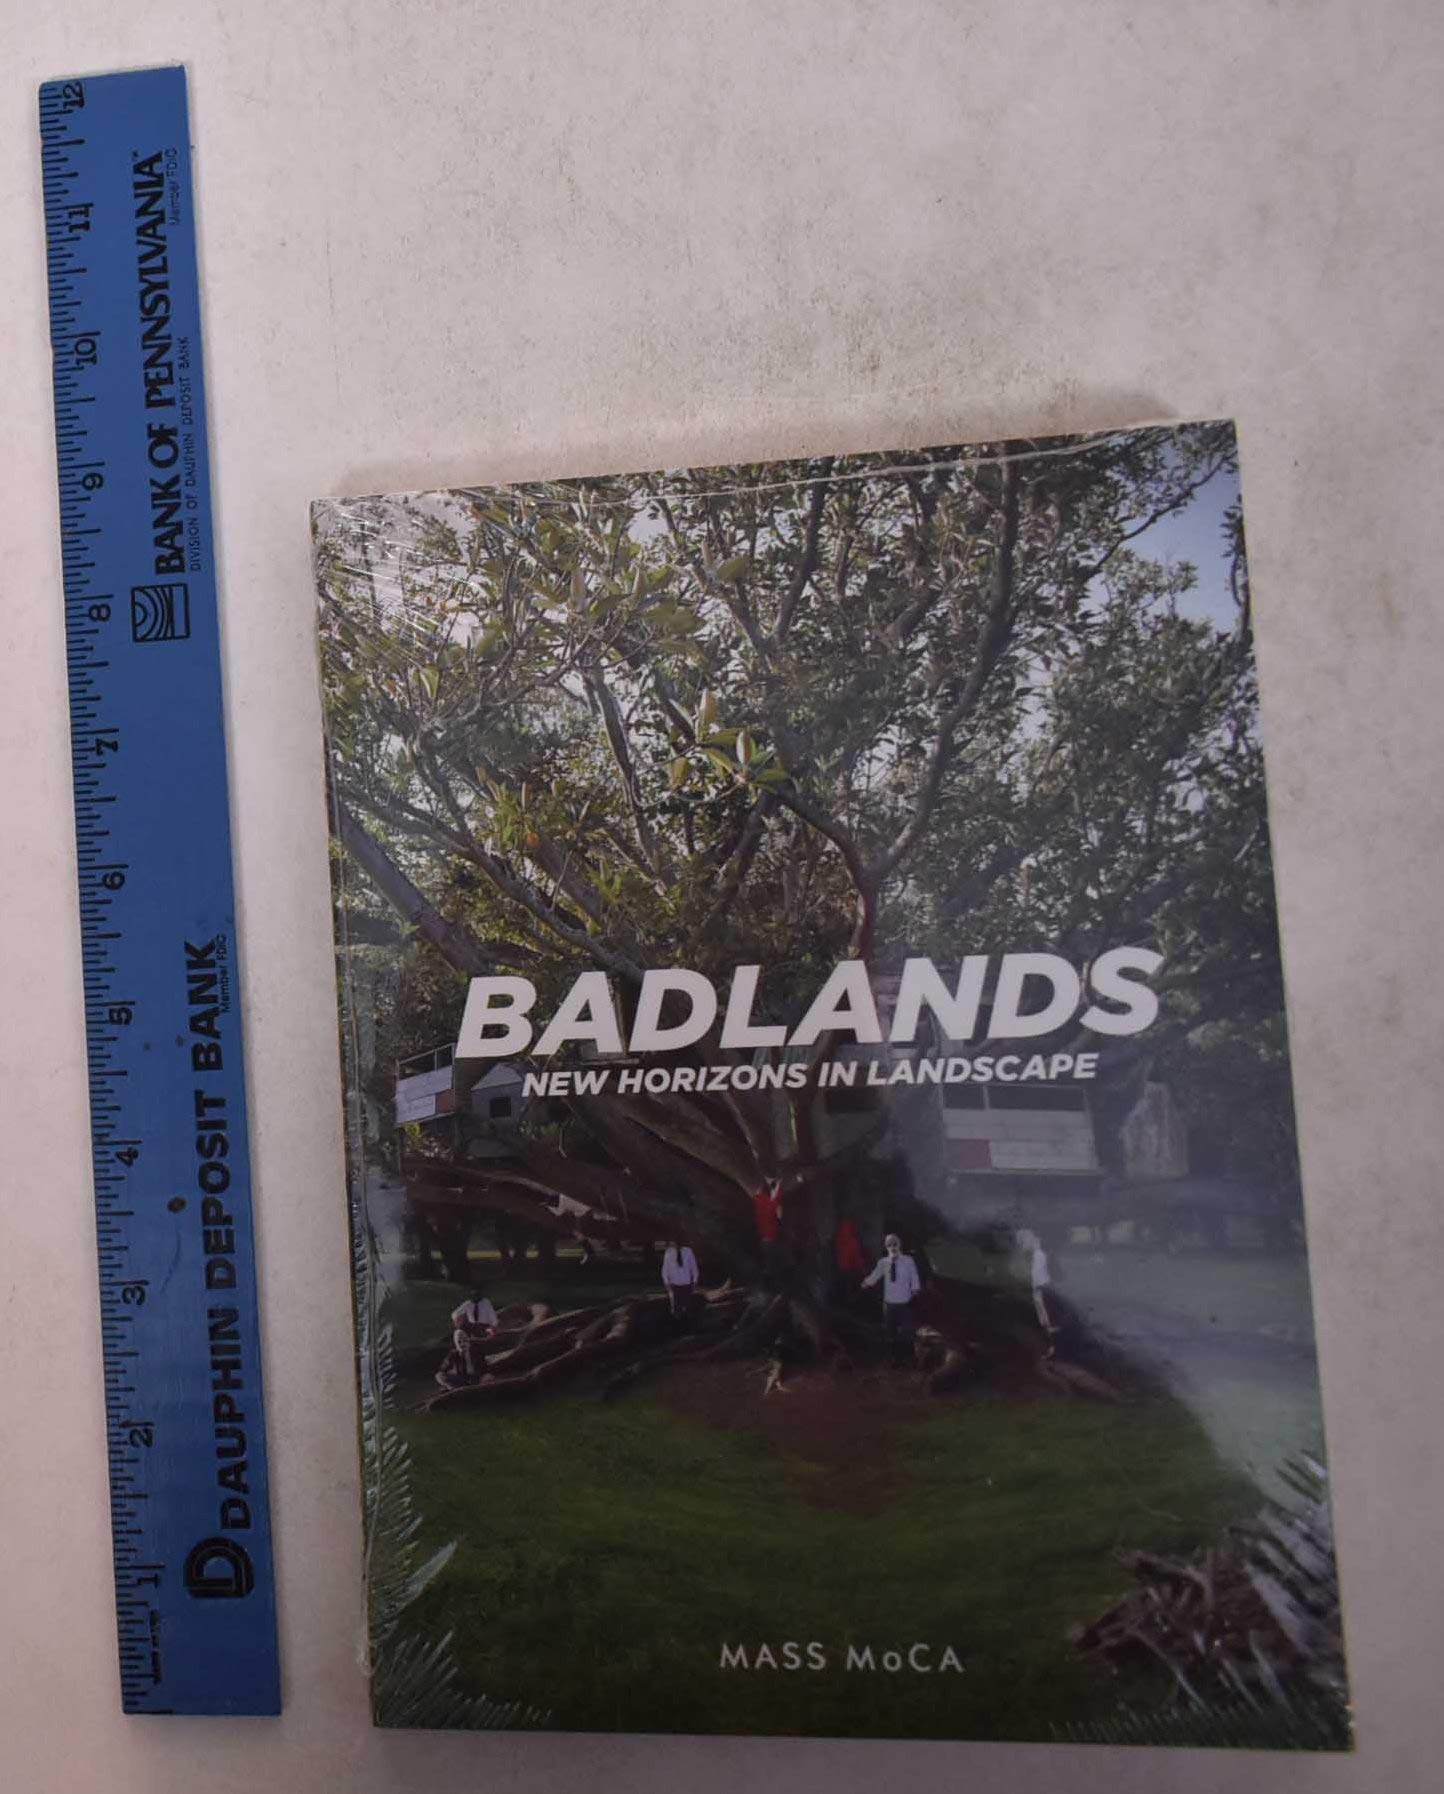 12
11
10
9
8
7
6
5
4
3
2
1
BANK OF PENNSYLVANIA™
Member FDIC
DIVISION OF DAUPHIN DEPOSIT BANK
DAUPHIN DEPOSIT BANK
Member FDIC
BADLANDS
NEW HORIZONS IN LANDSCAPE
MASS MoCA